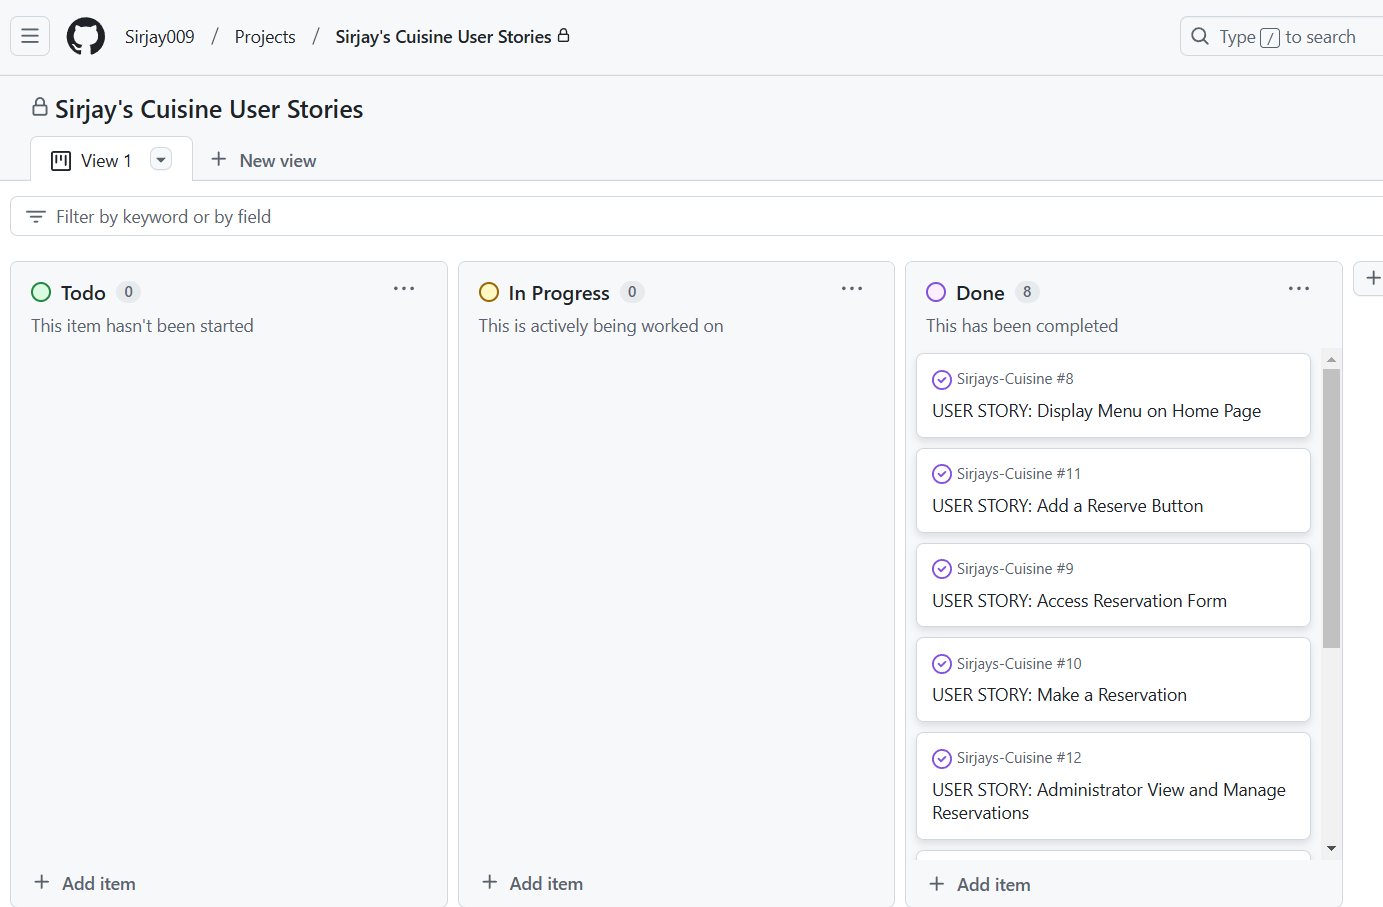 Sirjay009 / Projects / Sirjay's Cuisine User Stories
Type / to search
Sirjay's Cuisine User Stories
View 1
New view
Filter by keyword or by field
Todo 0
This item hasn't been started
Add item
In Progress 0
This is actively being worked on
Add item
Done 8
This has been completed
Sirjays-Cuisine #8
USER STORY: Display Menu on Home Page
Sirjays-Cuisine #11
USER STORY: Add a Reserve Button
Sirjays-Cuisine #9
USER STORY: Access Reservation Form
Sirjays-Cuisine #10
USER STORY: Make a Reservation
Sirjays-Cuisine #12
USER STORY: Administrator View and Manage
Reservations
Add item